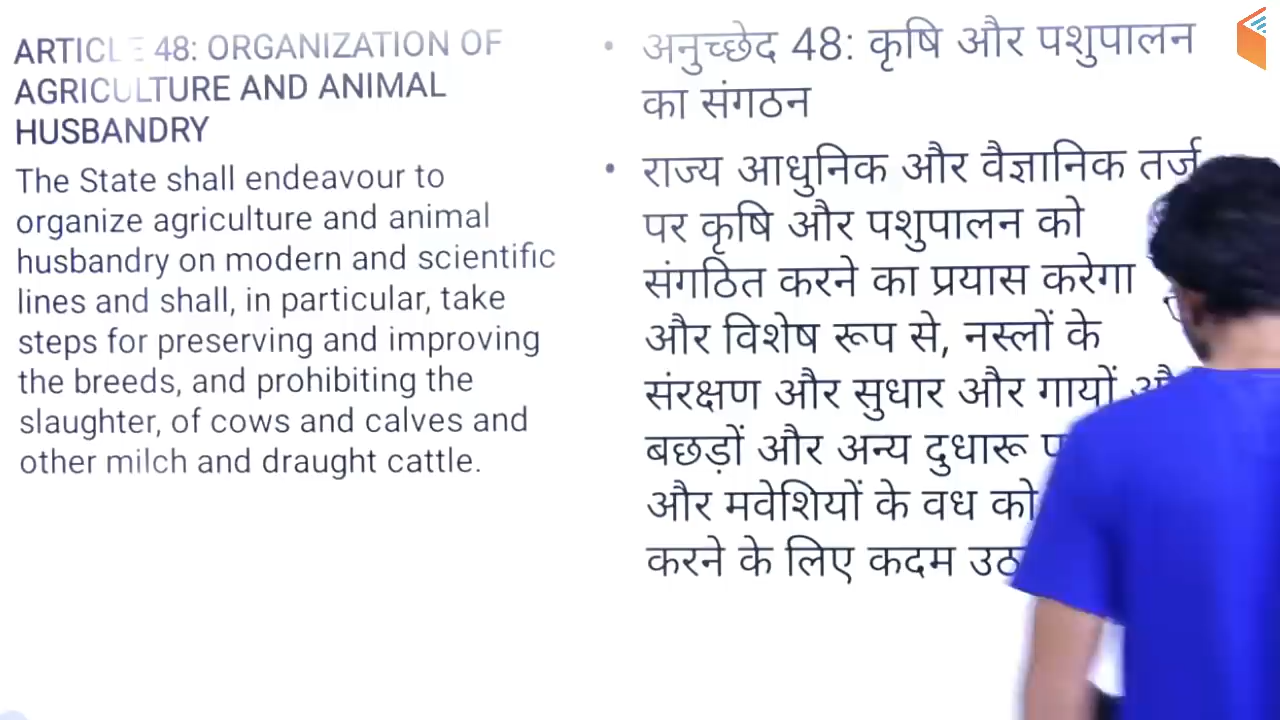 ARTICLE 48: ORGANIZATION OF
AGRICULTURE AND ANIMAL
HUSBANDRY
The State shall endeavour to
organize agriculture and animal
husbandry on modern and scientific
lines and shall, in particular, take
steps for preserving and improving
the breeds, and prohibiting the
slaughter, of cows and calves and
other milch and draught cattle.
• अनुच्छेद 48: कृषि और पशुपालन
का संगठन
• राज्य आधुनिक और वैज्ञानिक तर्ज
पर कृषि और पशुपालन को
संगठित करने का प्रयास करेगा
और विशेष रूप से, नस्लों के
संरक्षण और सुधार और गायों
बछड़ों और अन्य दुधारू
और मवेशियों के वध को
करने के लिए कदम